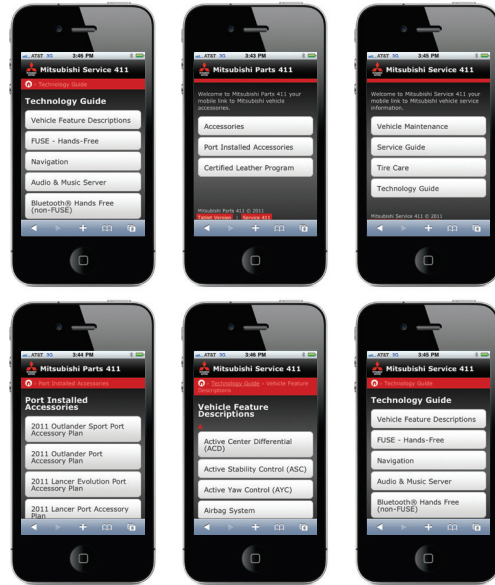 AT&T 3G 3:46 PM
Mitsubishi Service 411
› Technology Guide
Technology Guide
Vehicle Feature Descriptions
FUSE - Hands-Free
Navigation
Audio & Music Server
Bluetooth® Hands Free
(non-FUSE)
AT&T 3G 3:43 PM
Mitsubishi Parts 411
Welcome to Mitsubishi Parts 411 your
mobile link to Mitsubishi vehicle
accessories.
Accessories
Port Installed Accessories
Certified Leather Program
Mitsubishi Parts 411 © 2011
Tablet Version | Service 411
AT&T 3G 3:45 PM
Mitsubishi Service 411
Welcome to Mitsubishi Service 411 your
mobile link to Mitsubishi vehicle service
information.
Vehicle Maintenance
Service Guide
Tire Care
Technology Guide
Mitsubishi Service 411 © 2011
AT&T 3G 3:44 PM
Mitsubishi Parts 411
› Port Installed Accessories
Port Installed
Accessories
2011 Outlander Sport Port
Accessory Plan
2011 Outlander Port
Accessory Plan
2011 Lancer Evolution Port
Accessory Plan
2011 Lancer Port Accessory
Plan
AT&T 3G 3:46 PM
Mitsubishi Service 411
› Technology Guide › Vehicle Feature
Descriptions
Vehicle Feature
Descriptions
A
Active Center Differential
(ACD)
Active Stability Control (ASC)
Active Yaw Control (AYC)
Airbag System
AT&T 3G 3:45 PM
Mitsubishi Service 411
› Technology Guide
Technology Guide
Vehicle Feature Descriptions
FUSE - Hands-Free
Navigation
Audio & Music Server
Bluetooth® Hands Free
(non-FUSE)